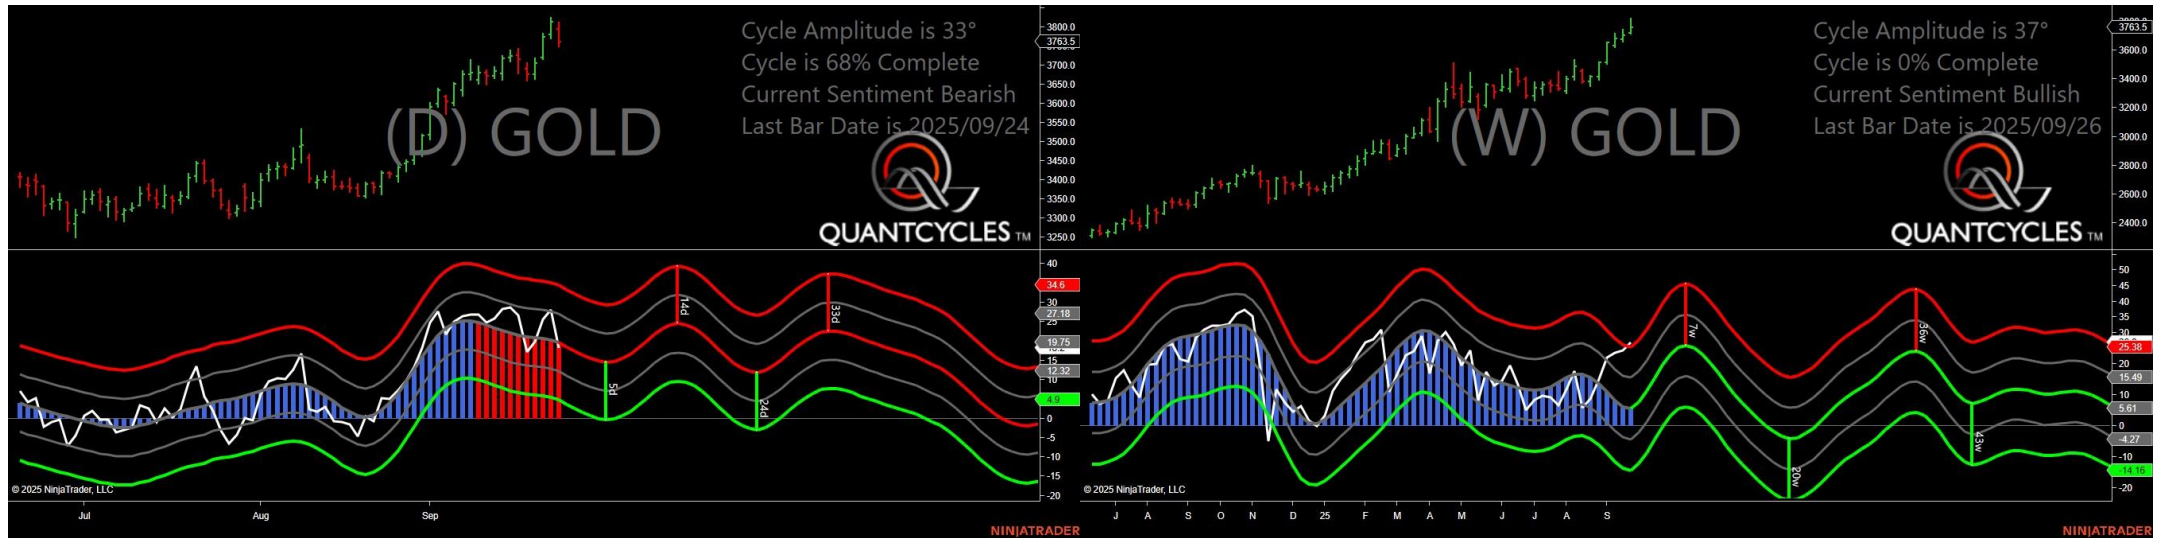 Cycle Amplitude is 33°
Cycle is 68% Complete
Current Sentiment Bearish
Last Bar Date is 2025/09/24
(D) GOLD
QUANTCYCLES TM
3800.0
3763.5
3700.0
3650.0
3600.0
3550.0
3500.0
3450.0
3400.0
3350.0
3300.0
3250.0
40
34.6
30
27.18
25
19.75
15
12.32
10
4.9
0
-5
-10
-15
-20
5d
14d
24d
33d
© 2025 NinjaTrader, LLC
Jul Aug Sep
NINJATRADER
Cycle Amplitude is 37°
Cycle is 0% Complete
Current Sentiment Bullish
Last Bar Date is 2025/09/26
(W) GOLD
QUANTCYCLES TM
3763.5
3600.0
3400.0
3200.0
3000.0
2800.0
2600.0
2400.0
50
45
40
35
30
25.38
20
15.49
10
5.61
0
-4.27
-10
-14.16
-20
7w
20w
36w
43w
© 2025 NinjaTrader, LLC
J A S O N D 25 F M A M J J A S
NINJATRADER